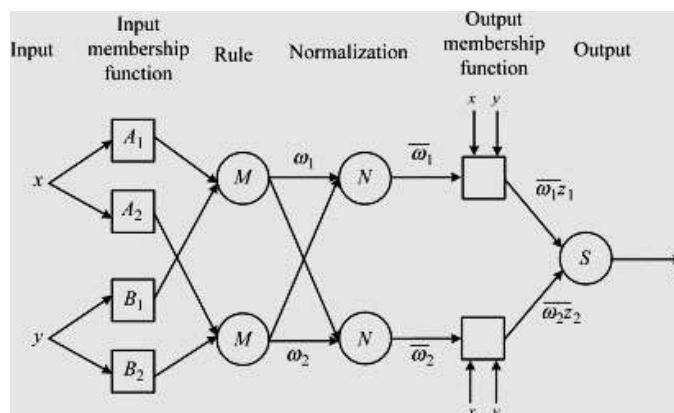 Input
Input
membership
function
Rule
Normalization
Output
membership
function
Output
x y
A1
A2
B1
B2
x
y
M
M
ω1
ω2
N
N
ω̅1
ω̅2
ω̅1z1
ω̅2z2
S
x y